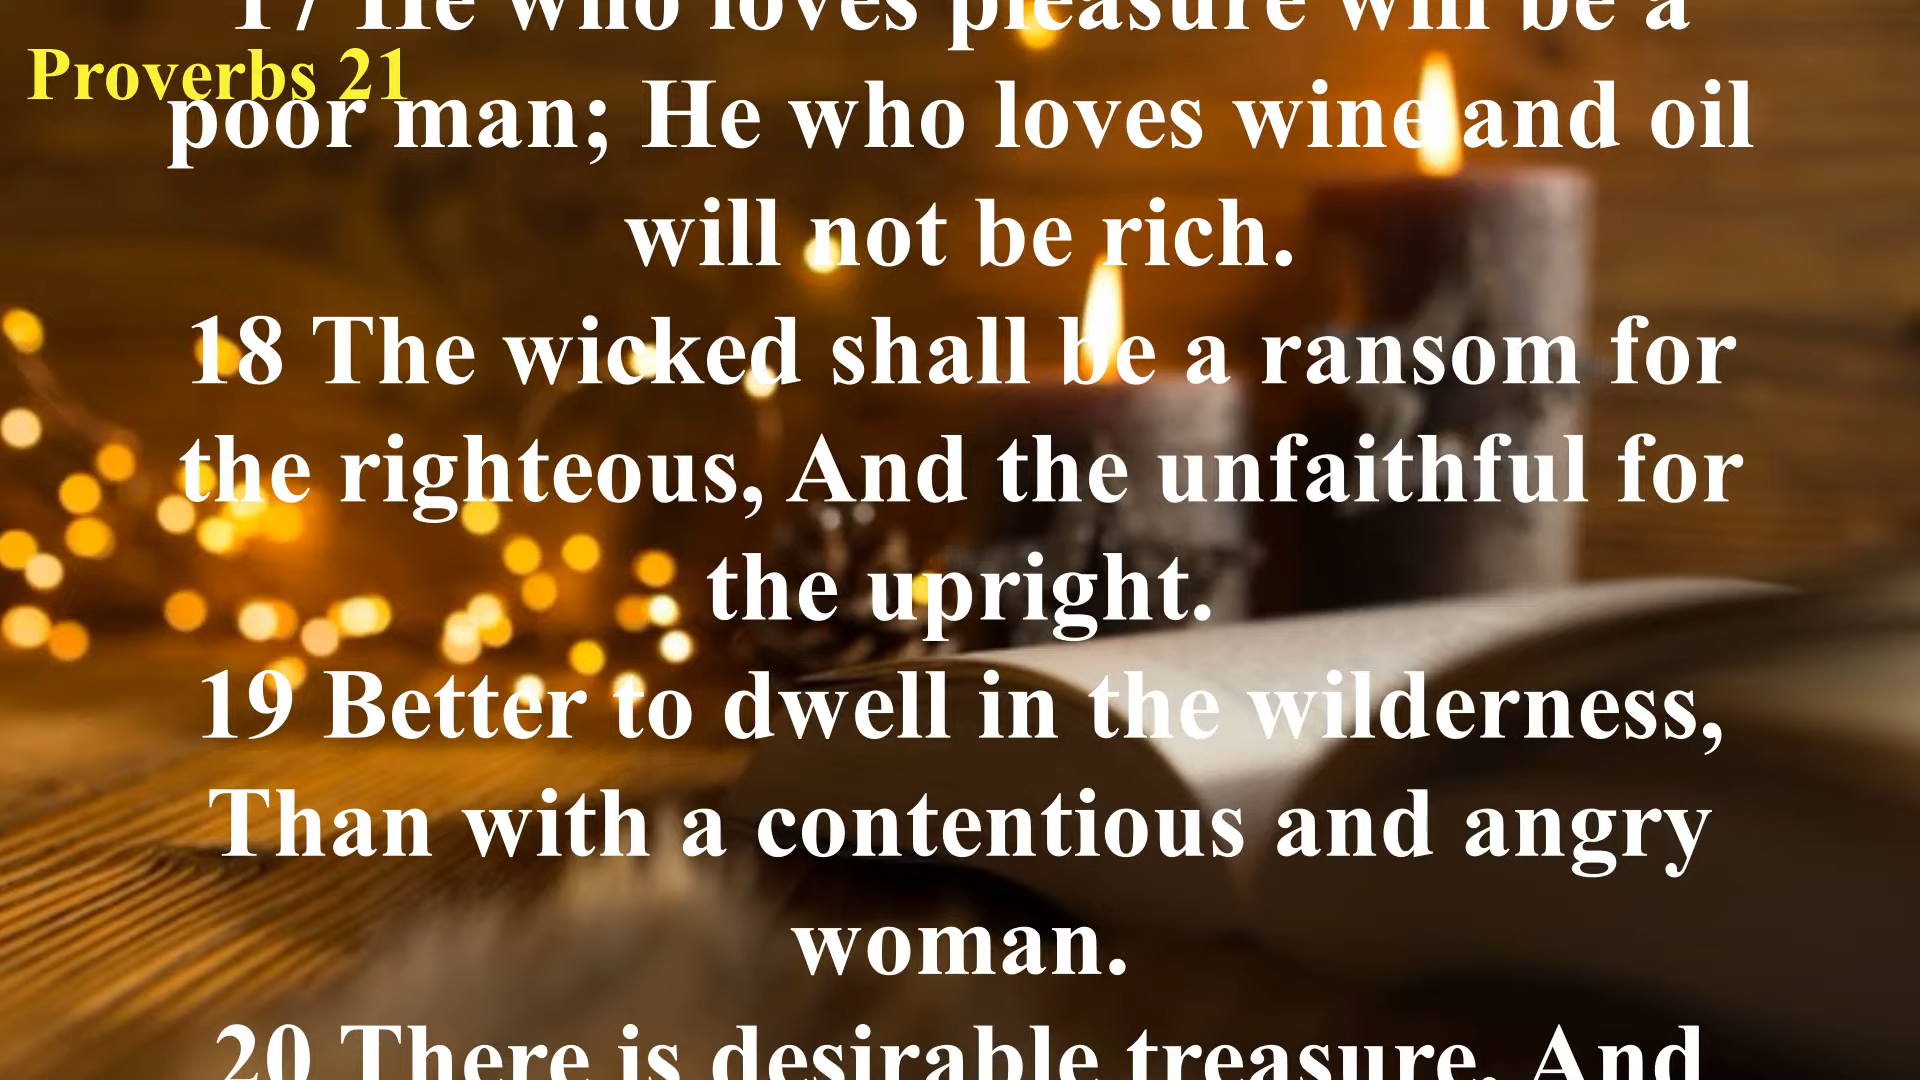 17 He who loves pleasure will be a
Proverbs 21
poor man; He who loves wine and oil
will not be rich.
18 The wicked shall be a ransom for
the righteous, And the unfaithful for
the upright.
19 Better to dwell in the wilderness,
Than with a contentious and angry
woman.
20 There is desirable treasure, And